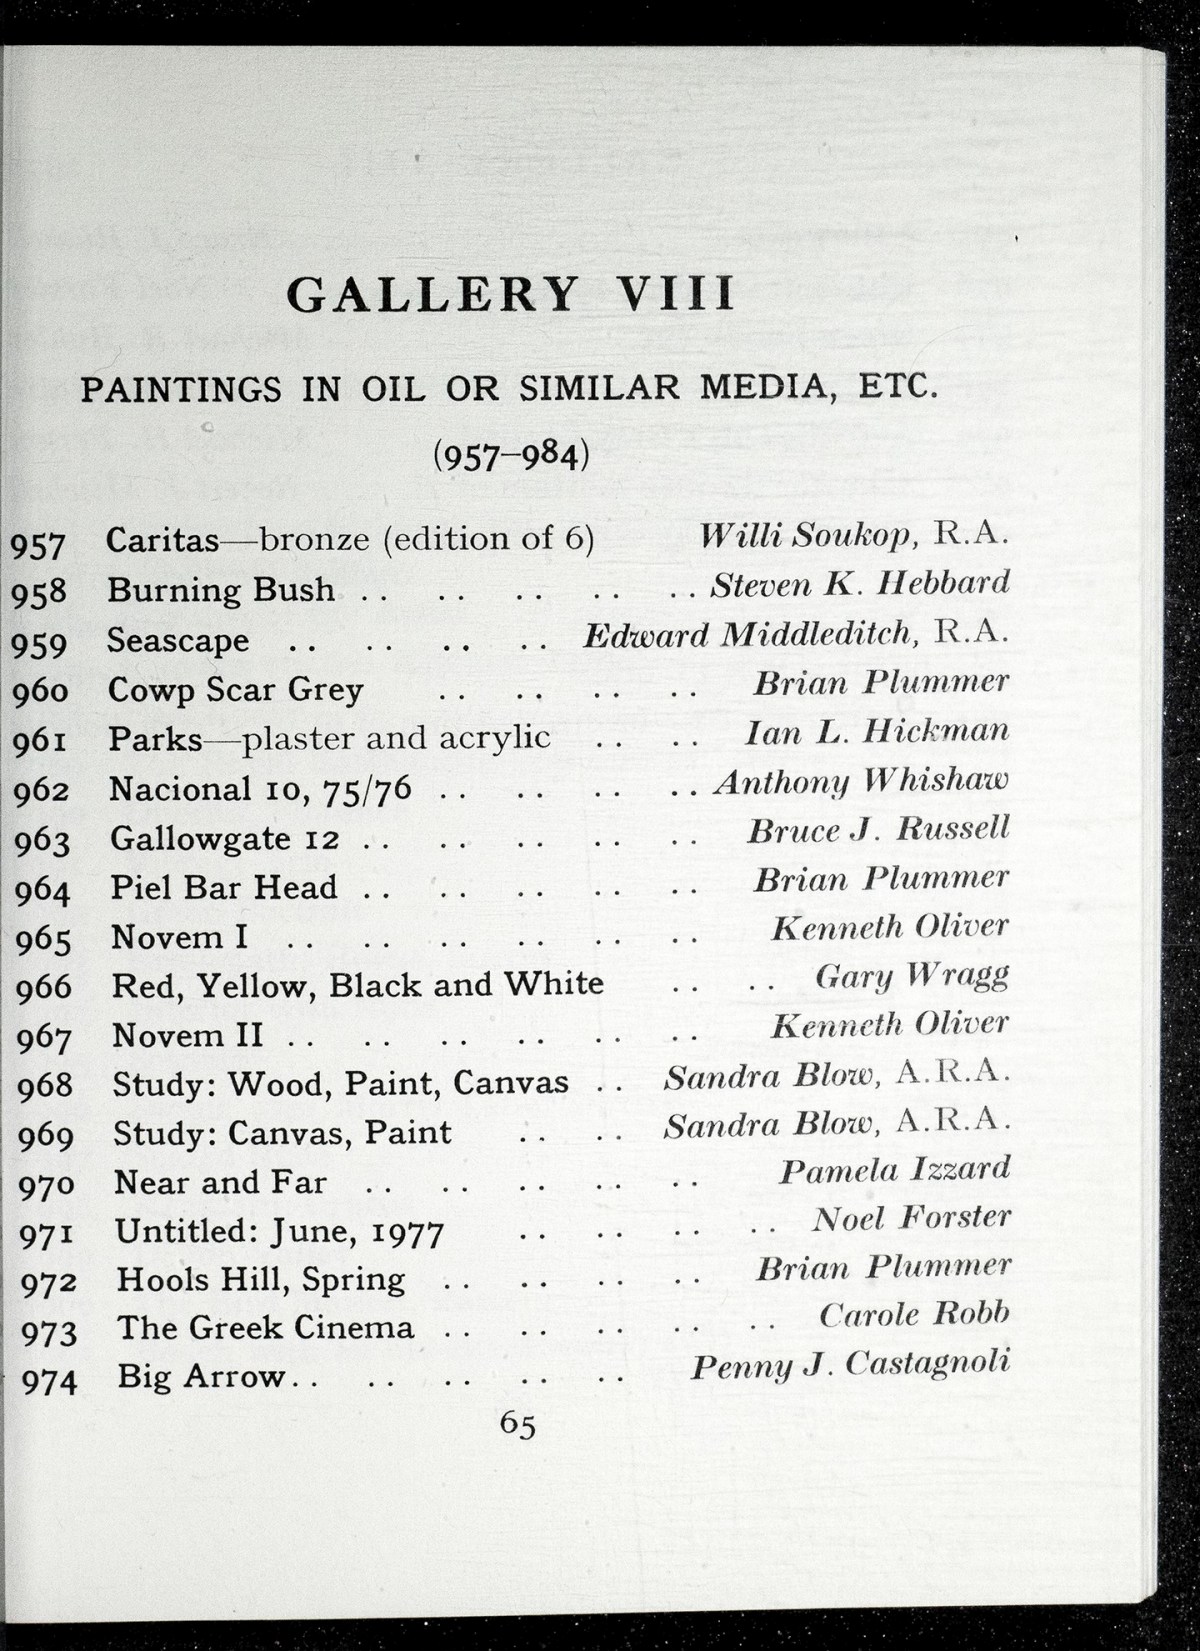 GALLERY VIII
PAINTINGS IN OIL OR SIMILAR MEDIA, ETC.
(957–984)
957 Caritas—bronze (edition of 6) Willi Soukop, R.A.
958 Burning Bush .. .. .. .. .. Steven K. Hebbard
959 Seascape .. .. .. .. Edward Middleditch, R.A.
960 Cowp Scar Grey .. .. .. .. Brian Plummer
961 Parks—plaster and acrylic .. .. Ian L. Hickman
962 Nacional 10, 75/76 .. .. .. .. Anthony Whishaw
963 Gallowgate 12 .. .. .. .. .. Bruce J. Russell
964 Piel Bar Head .. .. .. .. .. Brian Plummer
965 Novem I .. .. .. .. .. .. Kenneth Oliver
966 Red, Yellow, Black and White .. .. Gary Wragg
967 Novem II .. .. .. .. .. .. Kenneth Oliver
968 Study: Wood, Paint, Canvas .. Sandra Blow, A.R.A.
969 Study: Canvas, Paint .. .. Sandra Blow, A.R.A.
970 Near and Far .. .. .. .. .. Pamela Izzard
971 Untitled: June, 1977 .. .. .. .. Noel Forster
972 Hools Hill, Spring .. .. .. .. Brian Plummer
973 The Greek Cinema .. .. .. .. .. Carole Robb
974 Big Arrow .. .. .. .. .. Penny J. Castagnoli
65